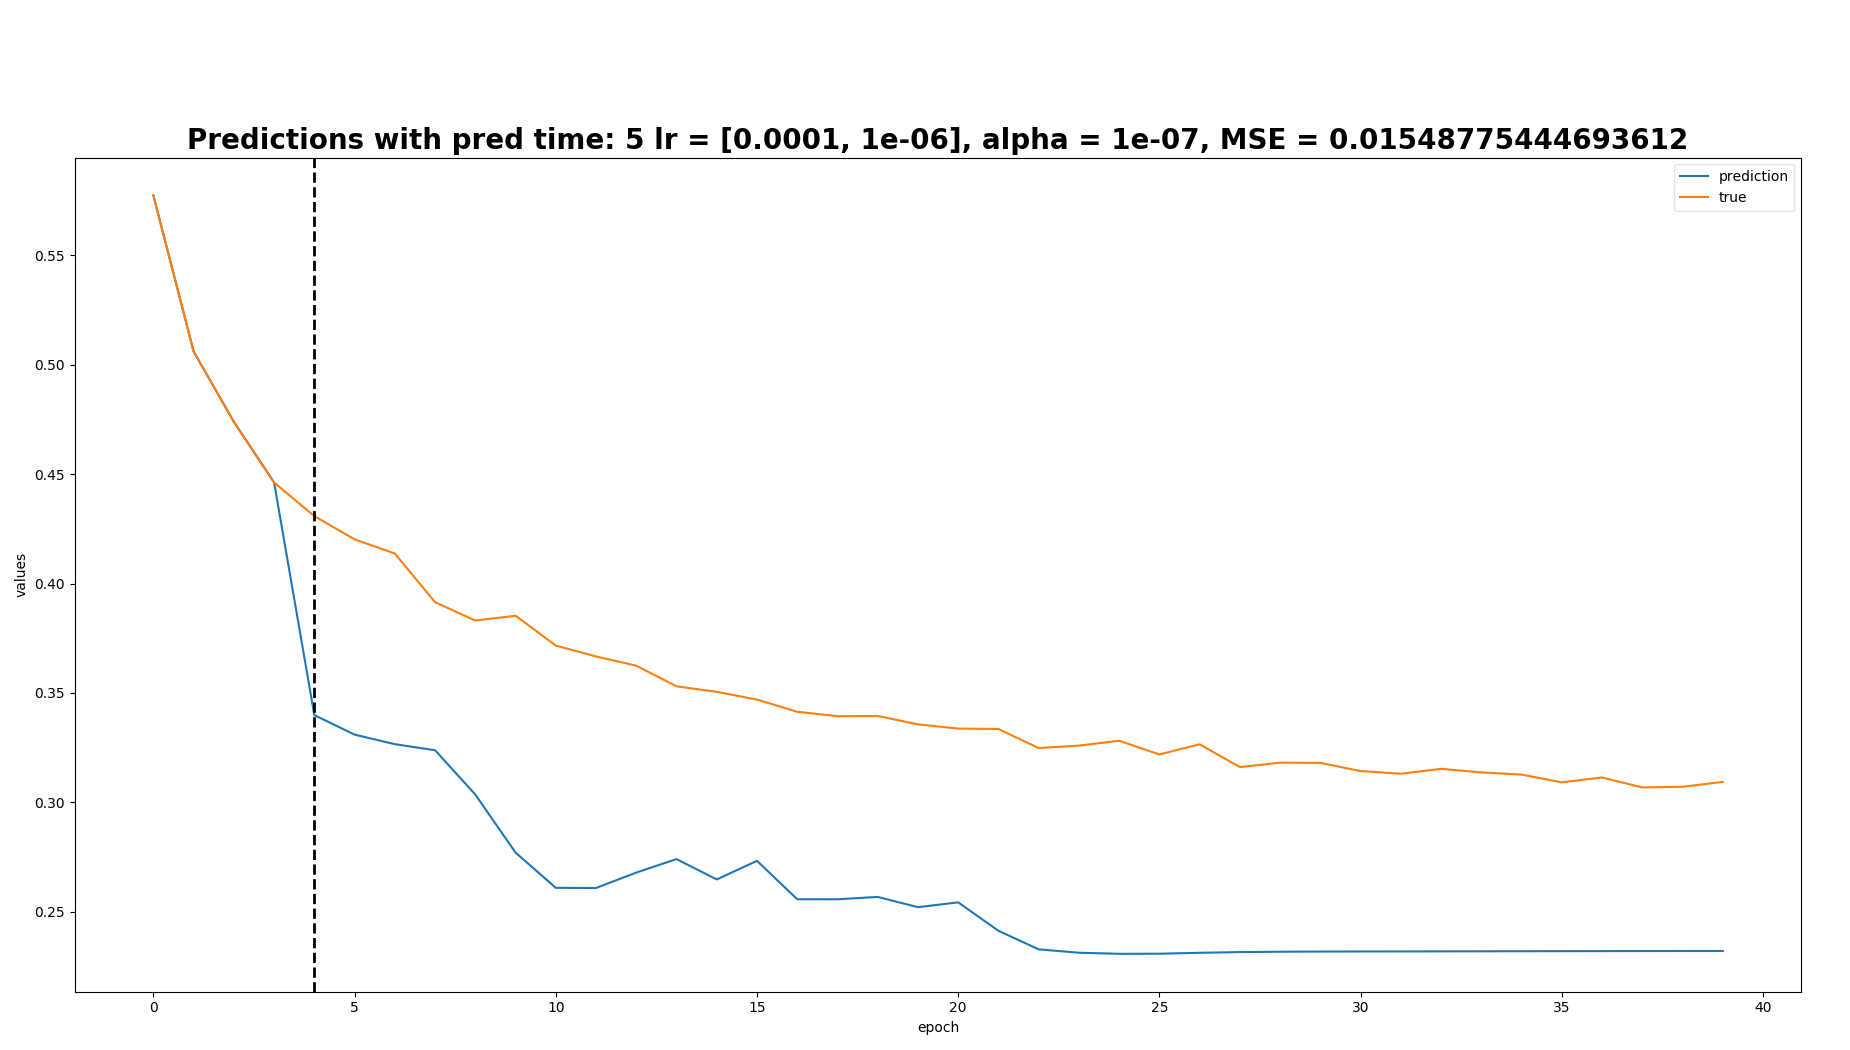 Predictions with pred time: 5 lr = [0.0001, 1e-06], alpha = 1e-07, MSE = 0.01548775444693612
prediction
true
0.55
0.50
0.45
0.40
0.35
0.30
0.25
values
0 5 10 15 20 25 30 35 40
epoch